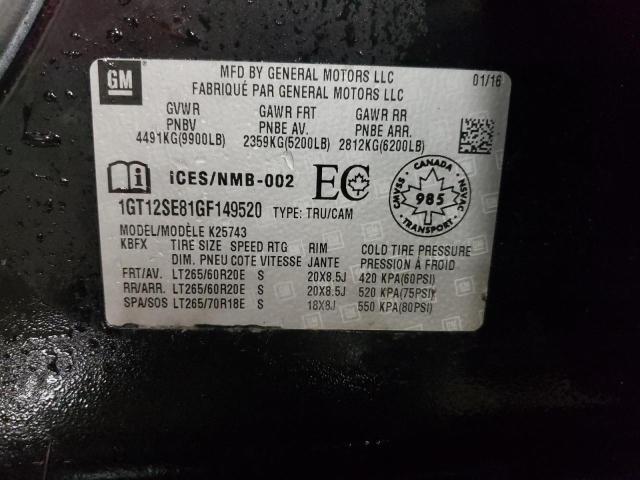 GM
MFD BY GENERAL MOTORS LLC
FABRIQUÉ PAR GENERAL MOTORS LLC
01/16
GVWR GAWR FRT GAWR RR
PNBV PNBE AV. PNBE ARR.
4491KG(9900LB) 2359KG(5200LB) 2812KG(6200LB)
i iCES/NMB-002 EC
CANADA
CMVSS 985 NSVAC
1GT12SE81GF149520 TYPE: TRU/CAM
MODEL/MODÈLE K25743
KBFX TIRE SIZE SPEED RTG RIM COLD TIRE PRESSURE
DIM. PNEU COTE VITESSE JANTE PRESSION À FROID
FRT/AV. LT265/60R20E S 20X8.5J 420 KPA(60PSI)
RR/ARR. LT265/60R20E S 20X8.5J 520 KPA(75PSI)
SPA/SOS LT265/70R18E S 18X8J 550 KPA(80PSI)